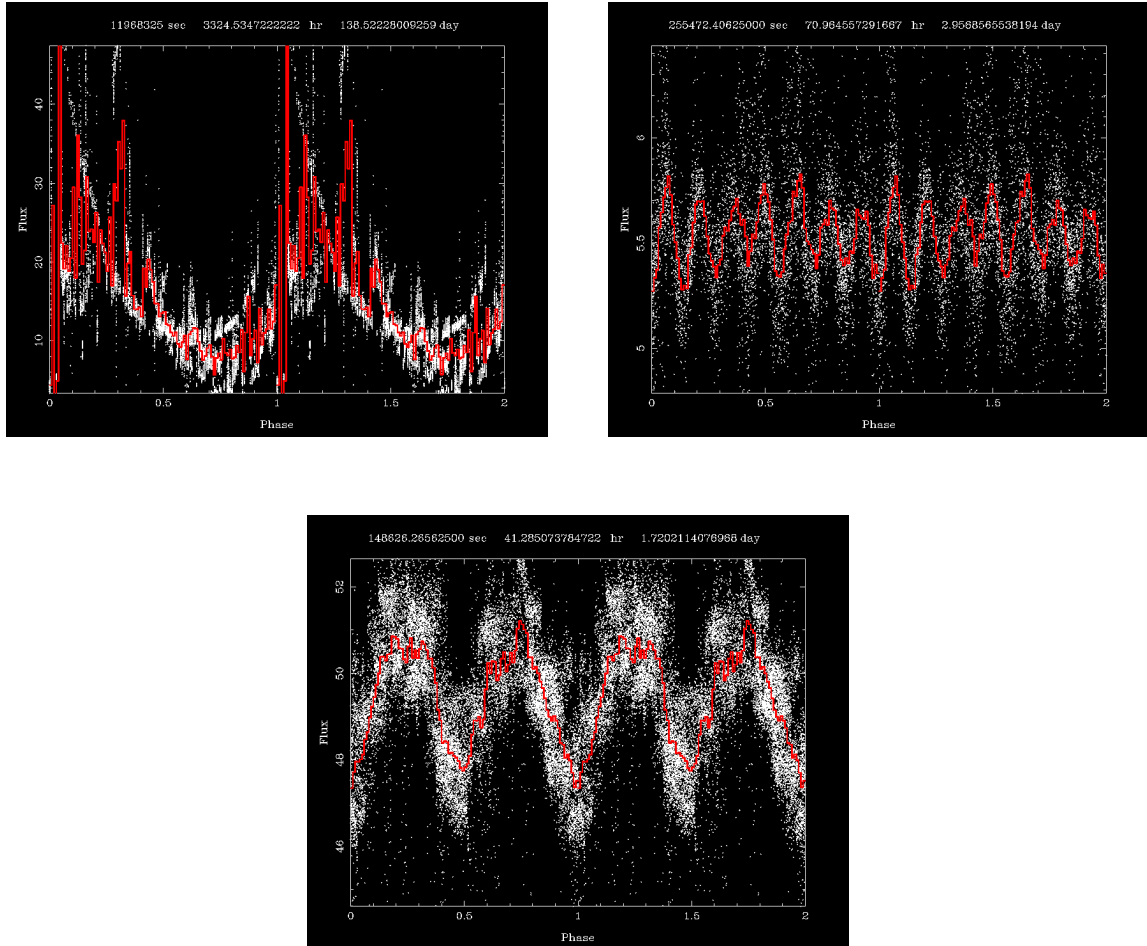 11968325 sec 3324.5347222222 hr 138.52228009259 day
40
30
20
10
Flux
0 0.5 1 1.5 2
Phase
255472.40625000 sec 70.964557291667 hr 2.9568565538194 day
6
5.5
5
Flux
0 0.5 1 1.5 2
Phase
148626.26562500 sec 41.285073784722 hr 1.7202114076968 day
52
50
48
46
Flux
0 0.5 1 1.5 2
Phase